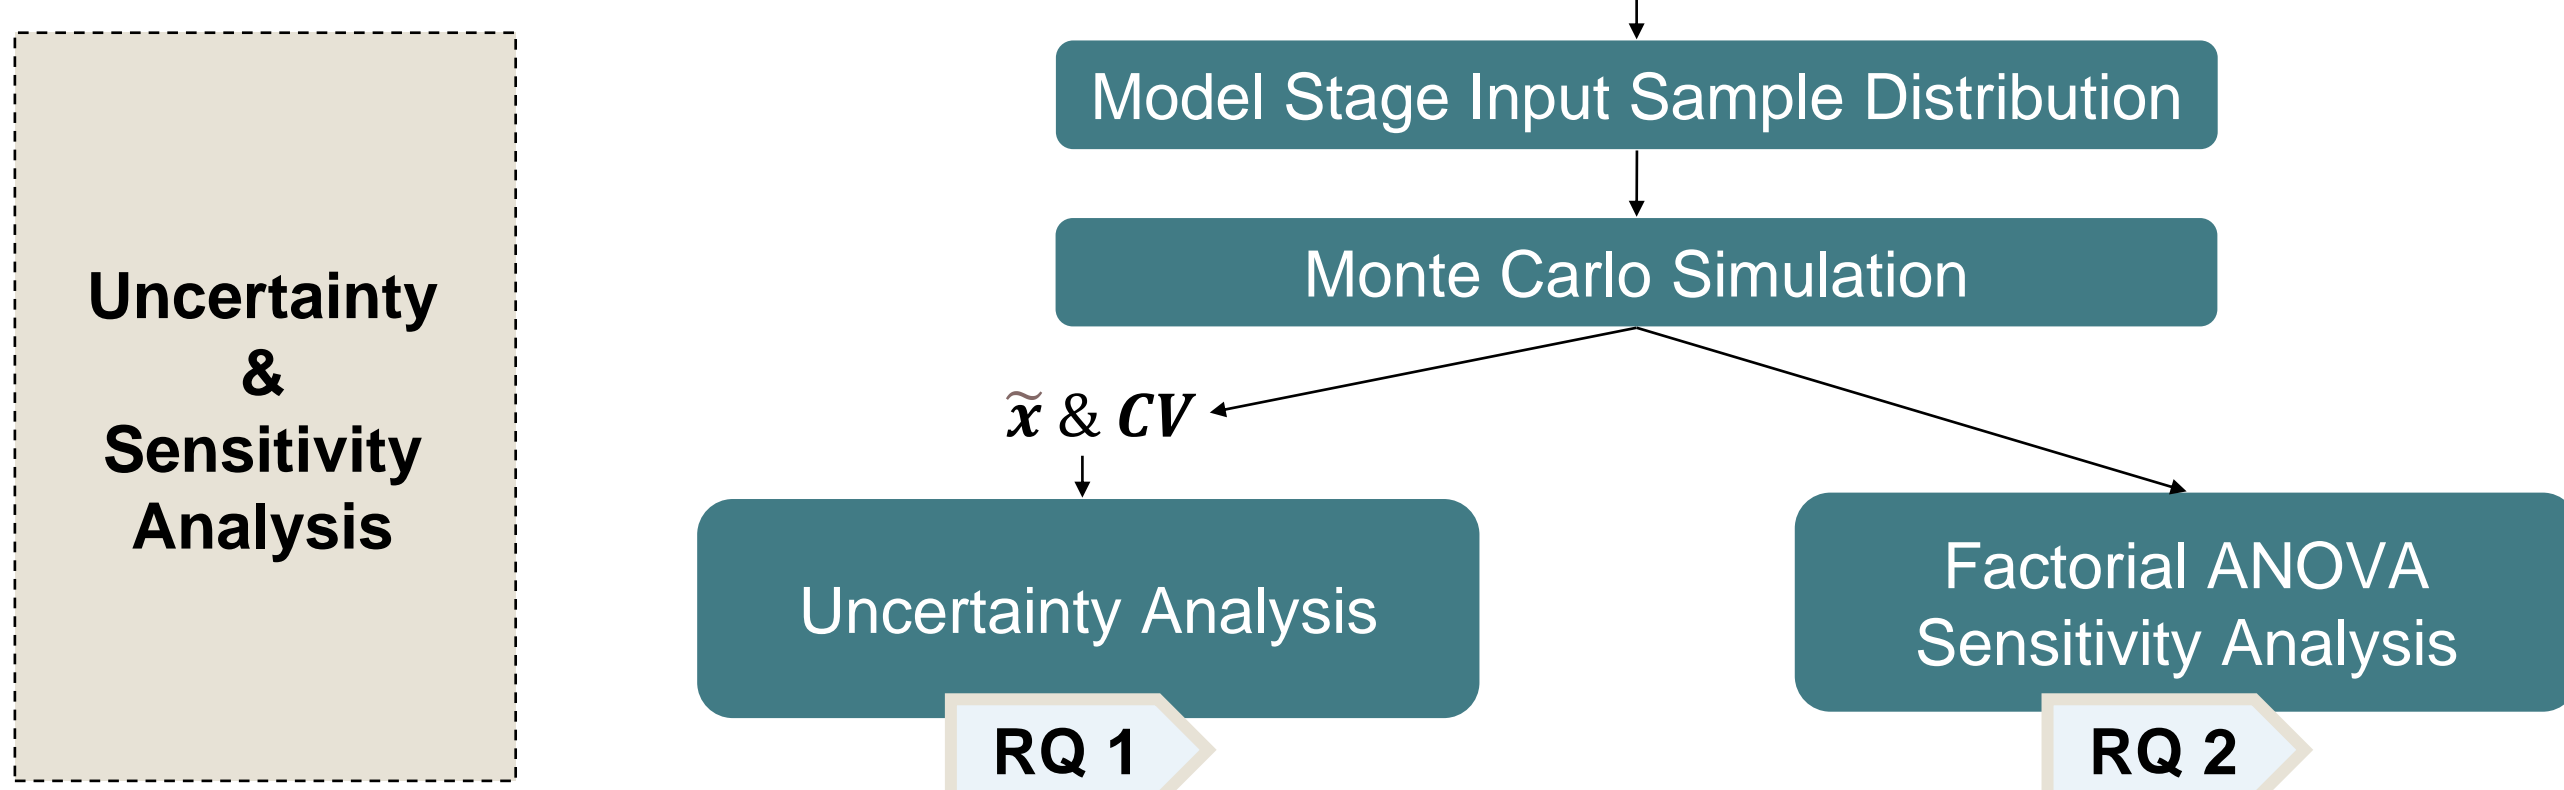 Uncertainty
&
Sensitivity
Analysis
Model Stage Input Sample Distribution
Monte Carlo Simulation
x̃ & CV
Uncertainty Analysis
RQ 1
Factorial ANOVA
Sensitivity Analysis
RQ 2